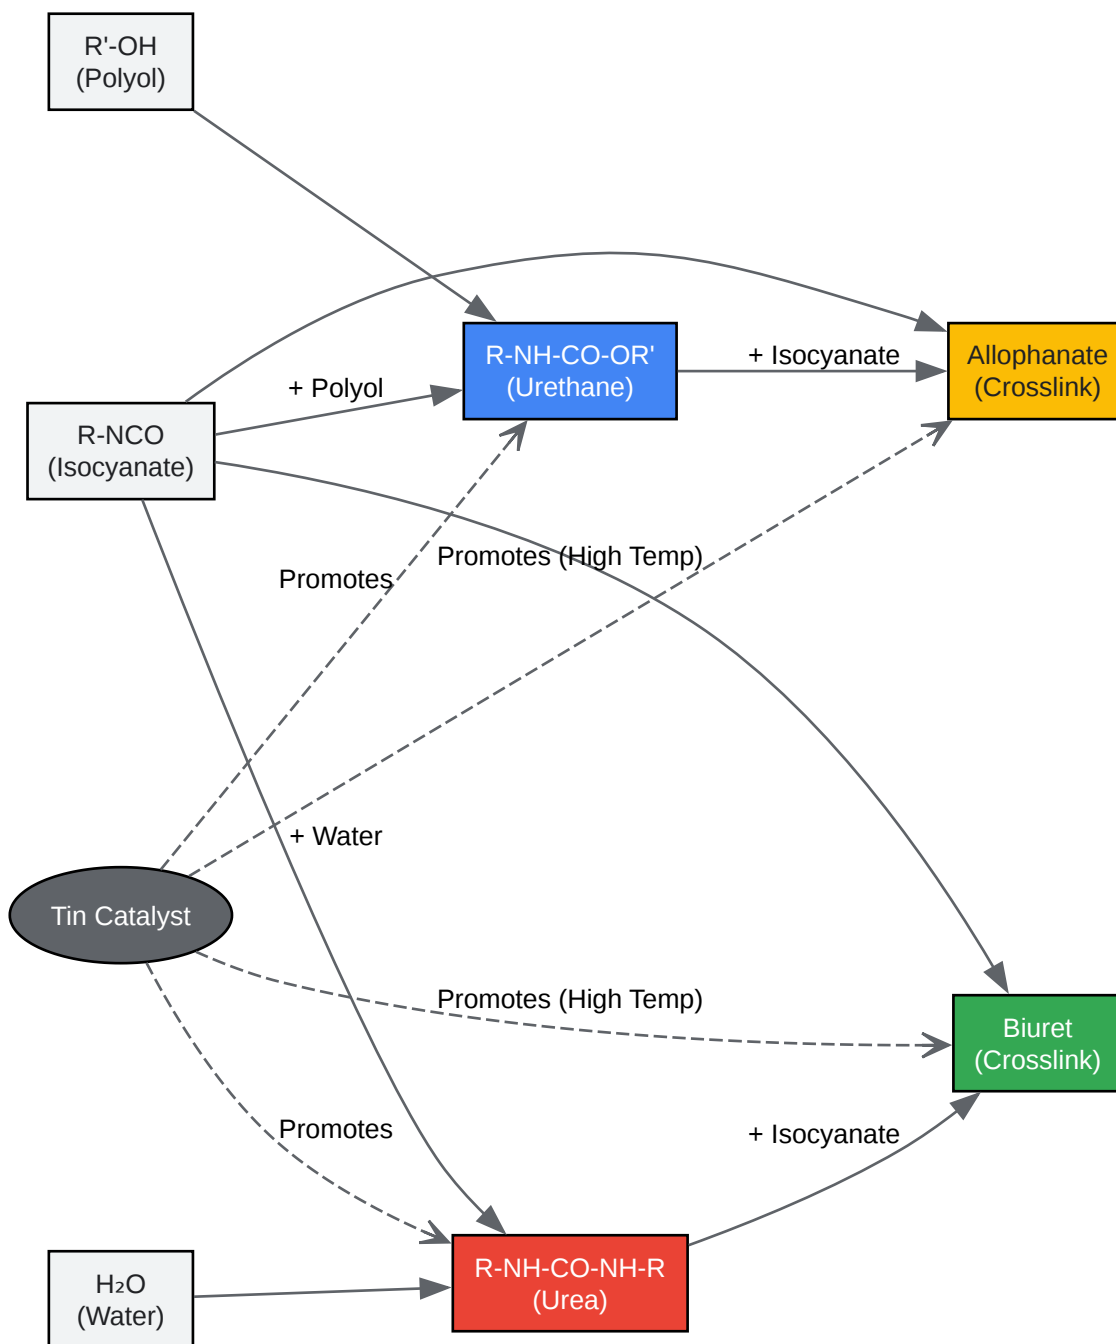 R'-OH
(Polyol)
R-NH-CO-OR'
(Urethane)
+ Isocyanate
Allophanate
(Crosslink)
+ Polyol
R-NCO
(Isocyanate)
Promotes (High Temp)
Promotes
+ Water
Tin Catalyst
Promotes (High Temp)
Biuret
(Crosslink)
Promotes
+ Isocyanate
R-NH-CO-NH-R
(Urea)
H₂O
(Water)